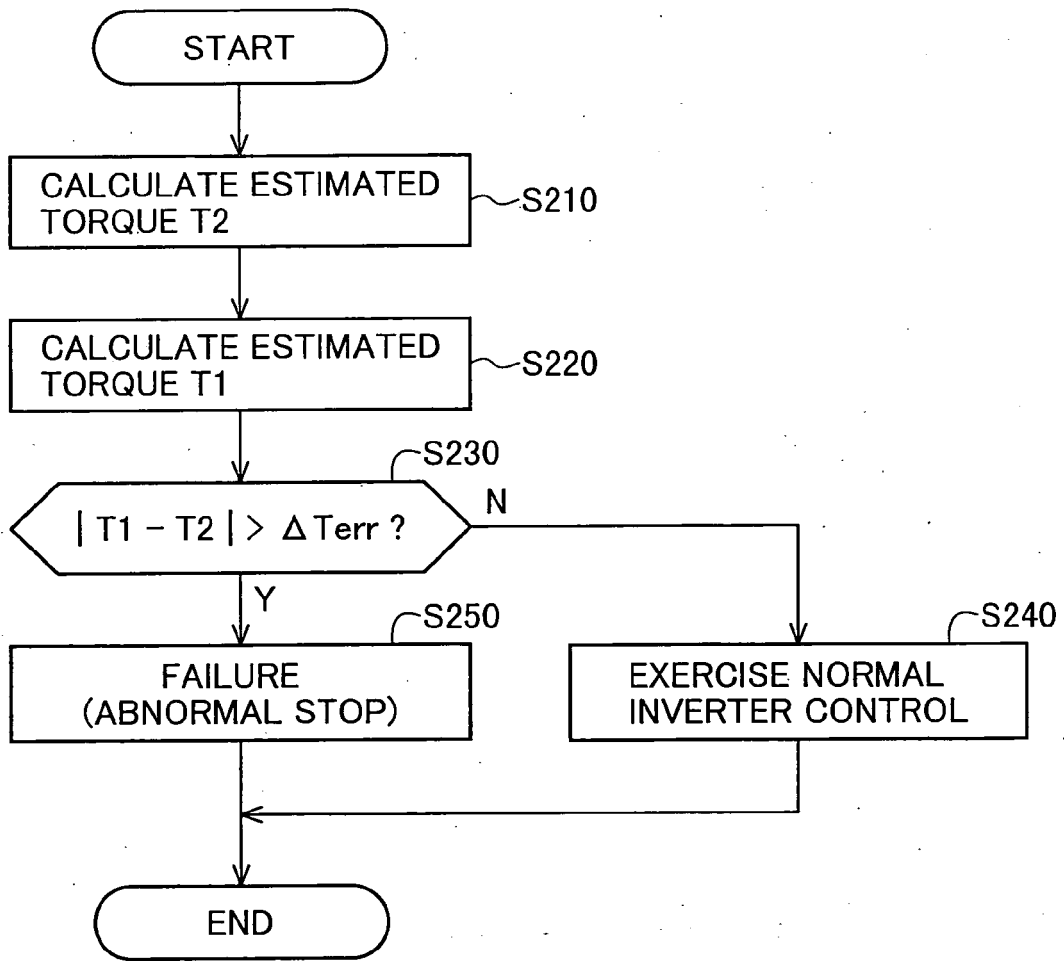 START
CALCULATE ESTIMATED
TORQUE T2
S210
CALCULATE ESTIMATED
TORQUE T1
S220
S230
| T1 − T2 | > Δ Terr ?
N
Y
S250
FAILURE
(ABNORMAL STOP)
S240
EXERCISE NORMAL
INVERTER CONTROL
END